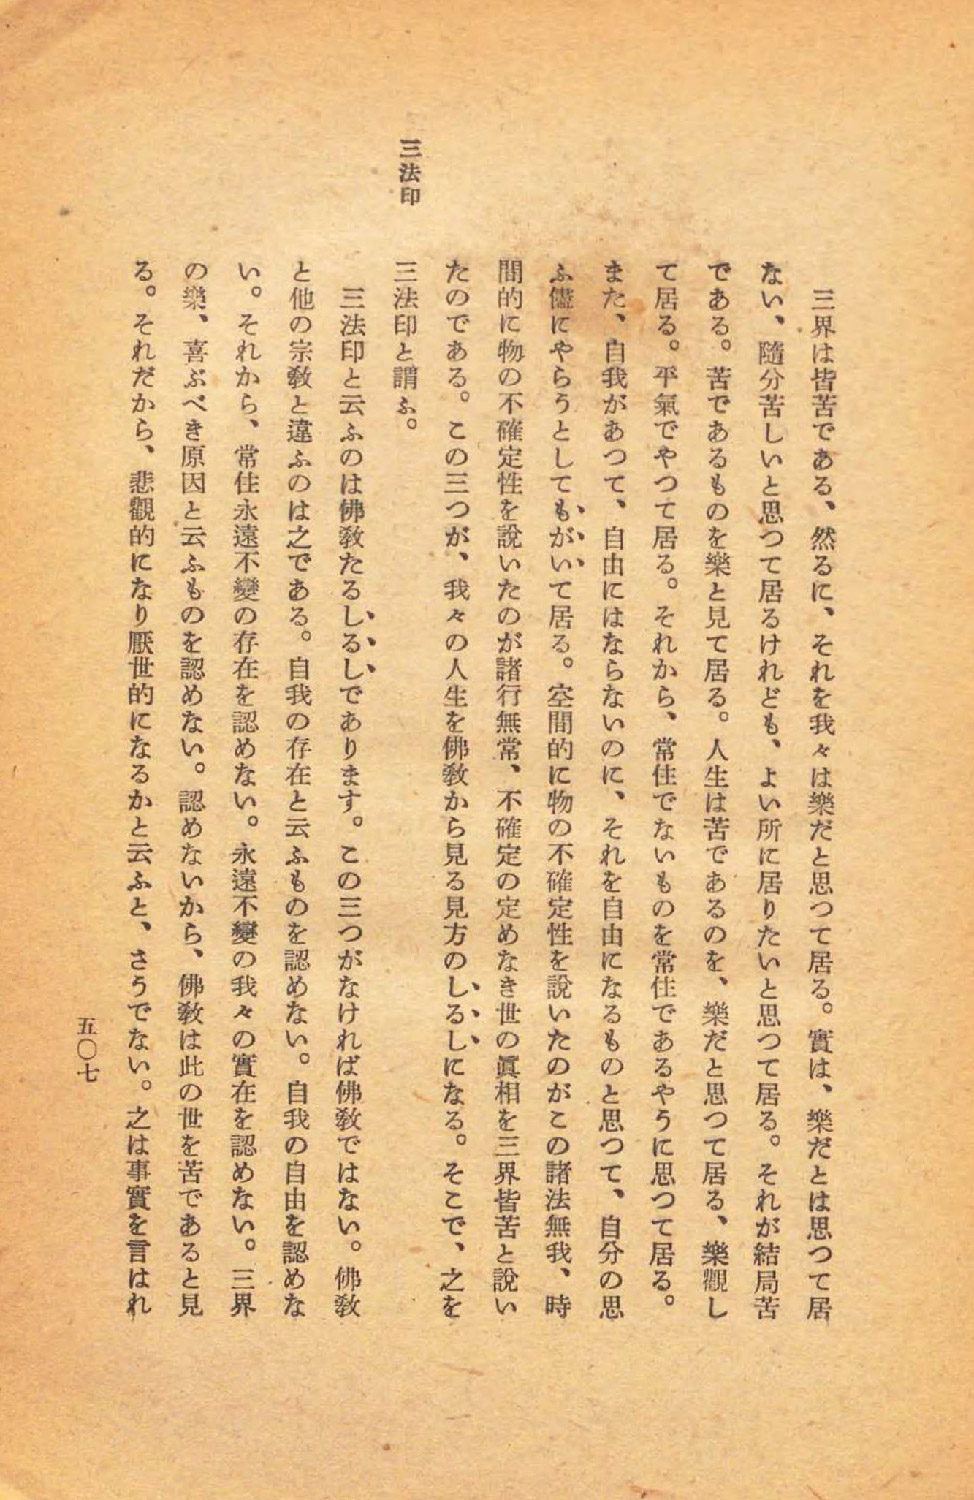 三界は皆苦である、然るに、それを我々は樂だと思つて居る。實は、樂だとは思つて居
ない、隨分苦しいと思つて居るけれども、よい所に居りたいと思つて居る。それが結局苦
である。苦であるものを樂と見て居る。人生は苦であるのを、樂だと思つて居る、樂觀し
て居る。平氣でやつて居る。それから、常住でないものを常住であるやうに思つて居る。
また、自我があつて、自由にはならないのに、それを自由になるものと思つて、自分の思
ふ儘にやらうとしてもがいて居る。空間的に物の不確定性を說いたのがこの諸法無我、時
間的に物の不確定性を說いたのが諸行無常、不確定の定めなき世の眞相を三界皆苦と說い
たのである。この三つが、我々の人生を佛敎から見る見方のしるしになる。そこで、之を
三法印
三法印と謂ふ。
三法印と云ふのは佛敎たるしるしであります。この三つがなければ佛敎ではない。佛敎
と他の宗敎と違ふのは之である。自我の存在と云ふものを認めない。自我の自由を認めな
い。それから、常住永遠不變の存在を認めない。永遠不變の我々の實在を認めない。三界
の樂、喜ぶべき原因と云ふものを認めない。認めないから、佛敎は此の世を苦であると見
る。それだから、悲觀的になり厭世的になるかと云ふと、さうでない。之は事實を言はれ
五〇七